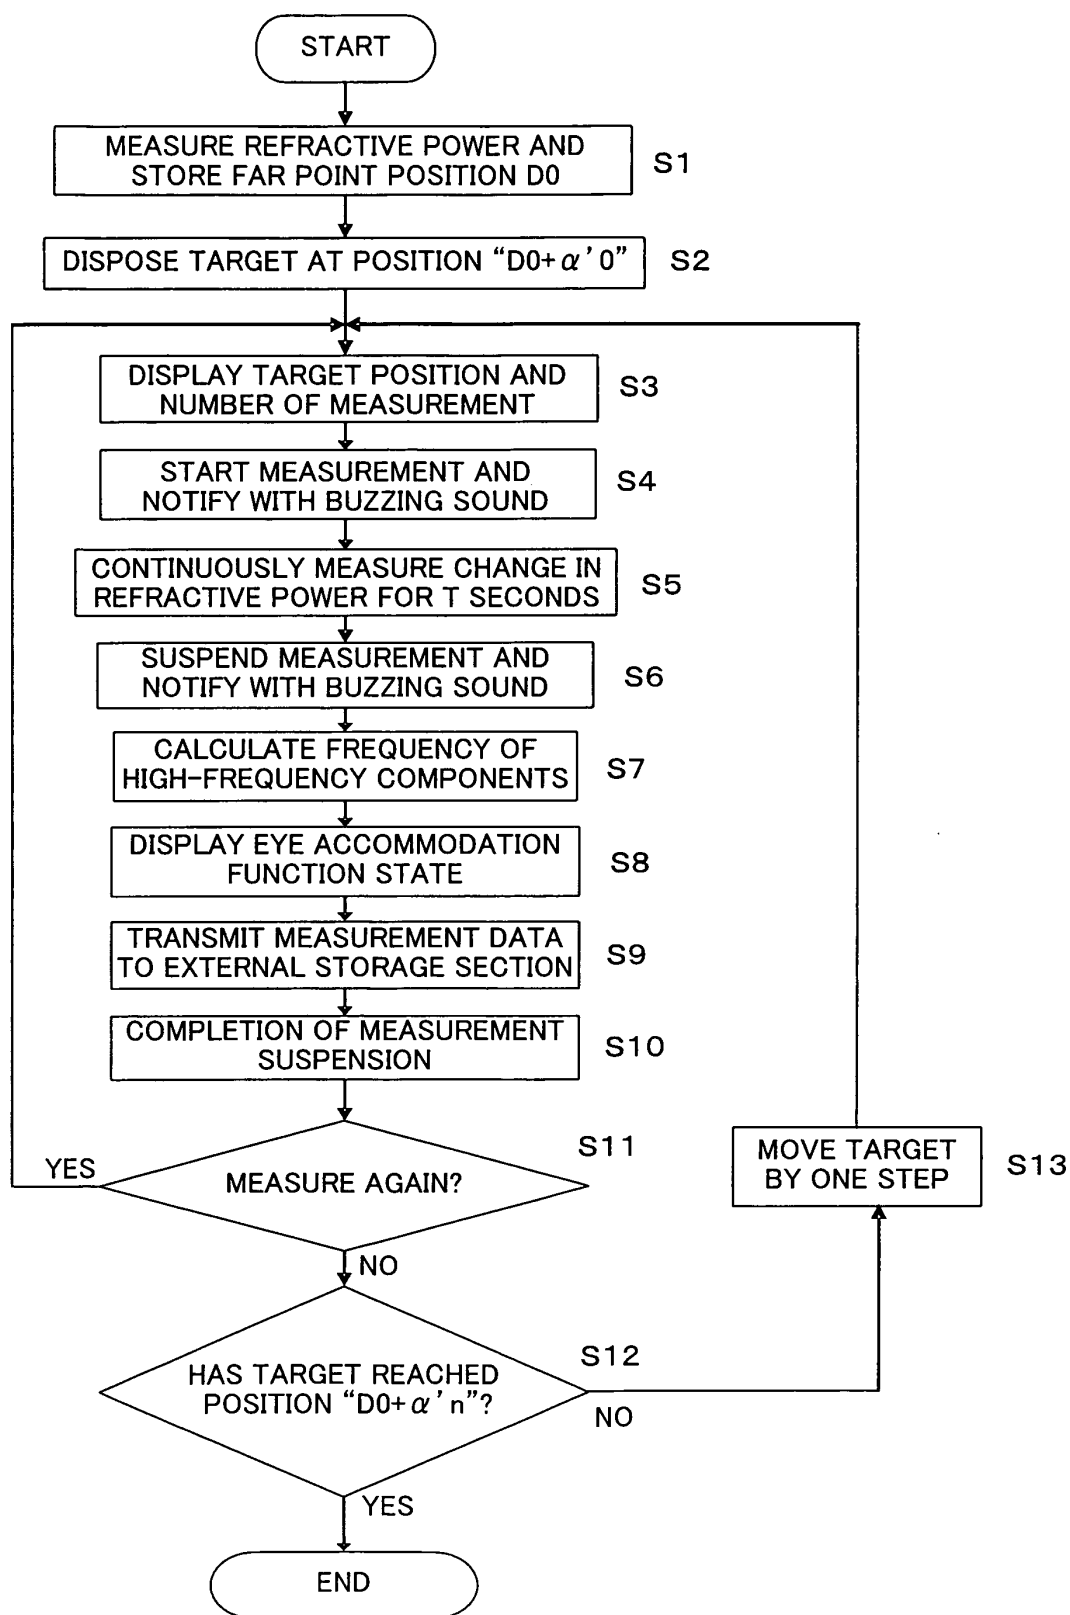 START
MEASURE REFRACTIVE POWER AND
STORE FAR POINT POSITION D0
S1
DISPOSE TARGET AT POSITION “D0+α’0”
S2
DISPLAY TARGET POSITION AND
NUMBER OF MEASUREMENT
S3
START MEASUREMENT AND
NOTIFY WITH BUZZING SOUND
S4
CONTINUOUSLY MEASURE CHANGE IN
REFRACTIVE POWER FOR T SECONDS
S5
SUSPEND MEASUREMENT AND
NOTIFY WITH BUZZING SOUND
S6
CALCULATE FREQUENCY OF
HIGH-FREQUENCY COMPONENTS
S7
DISPLAY EYE ACCOMMODATION
FUNCTION STATE
S8
TRANSMIT MEASUREMENT DATA
TO EXTERNAL STORAGE SECTION
S9
COMPLETION OF MEASUREMENT
SUSPENSION
S10
MEASURE AGAIN?
S11
YES
NO
MOVE TARGET
BY ONE STEP
S13
HAS TARGET REACHED
POSITION “D0+α’n”?
S12
NO
YES
END